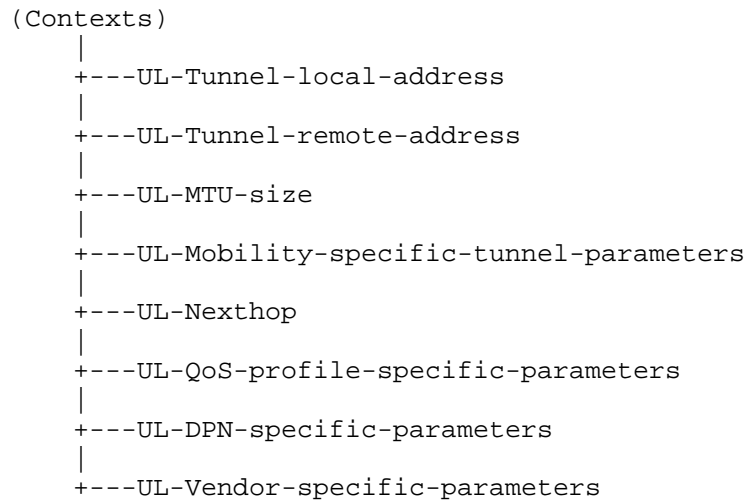 (Contexts)
    |
    +---UL-Tunnel-local-address
    |
    +---UL-Tunnel-remote-address
    |
    +---UL-MTU-size
    |
    +---UL-Mobility-specific-tunnel-parameters
    |
    +---UL-Nexthop
    |
    +---UL-QoS-profile-specific-parameters
    |
    +---UL-DPN-specific-parameters
    |
    +---UL-Vendor-specific-parameters